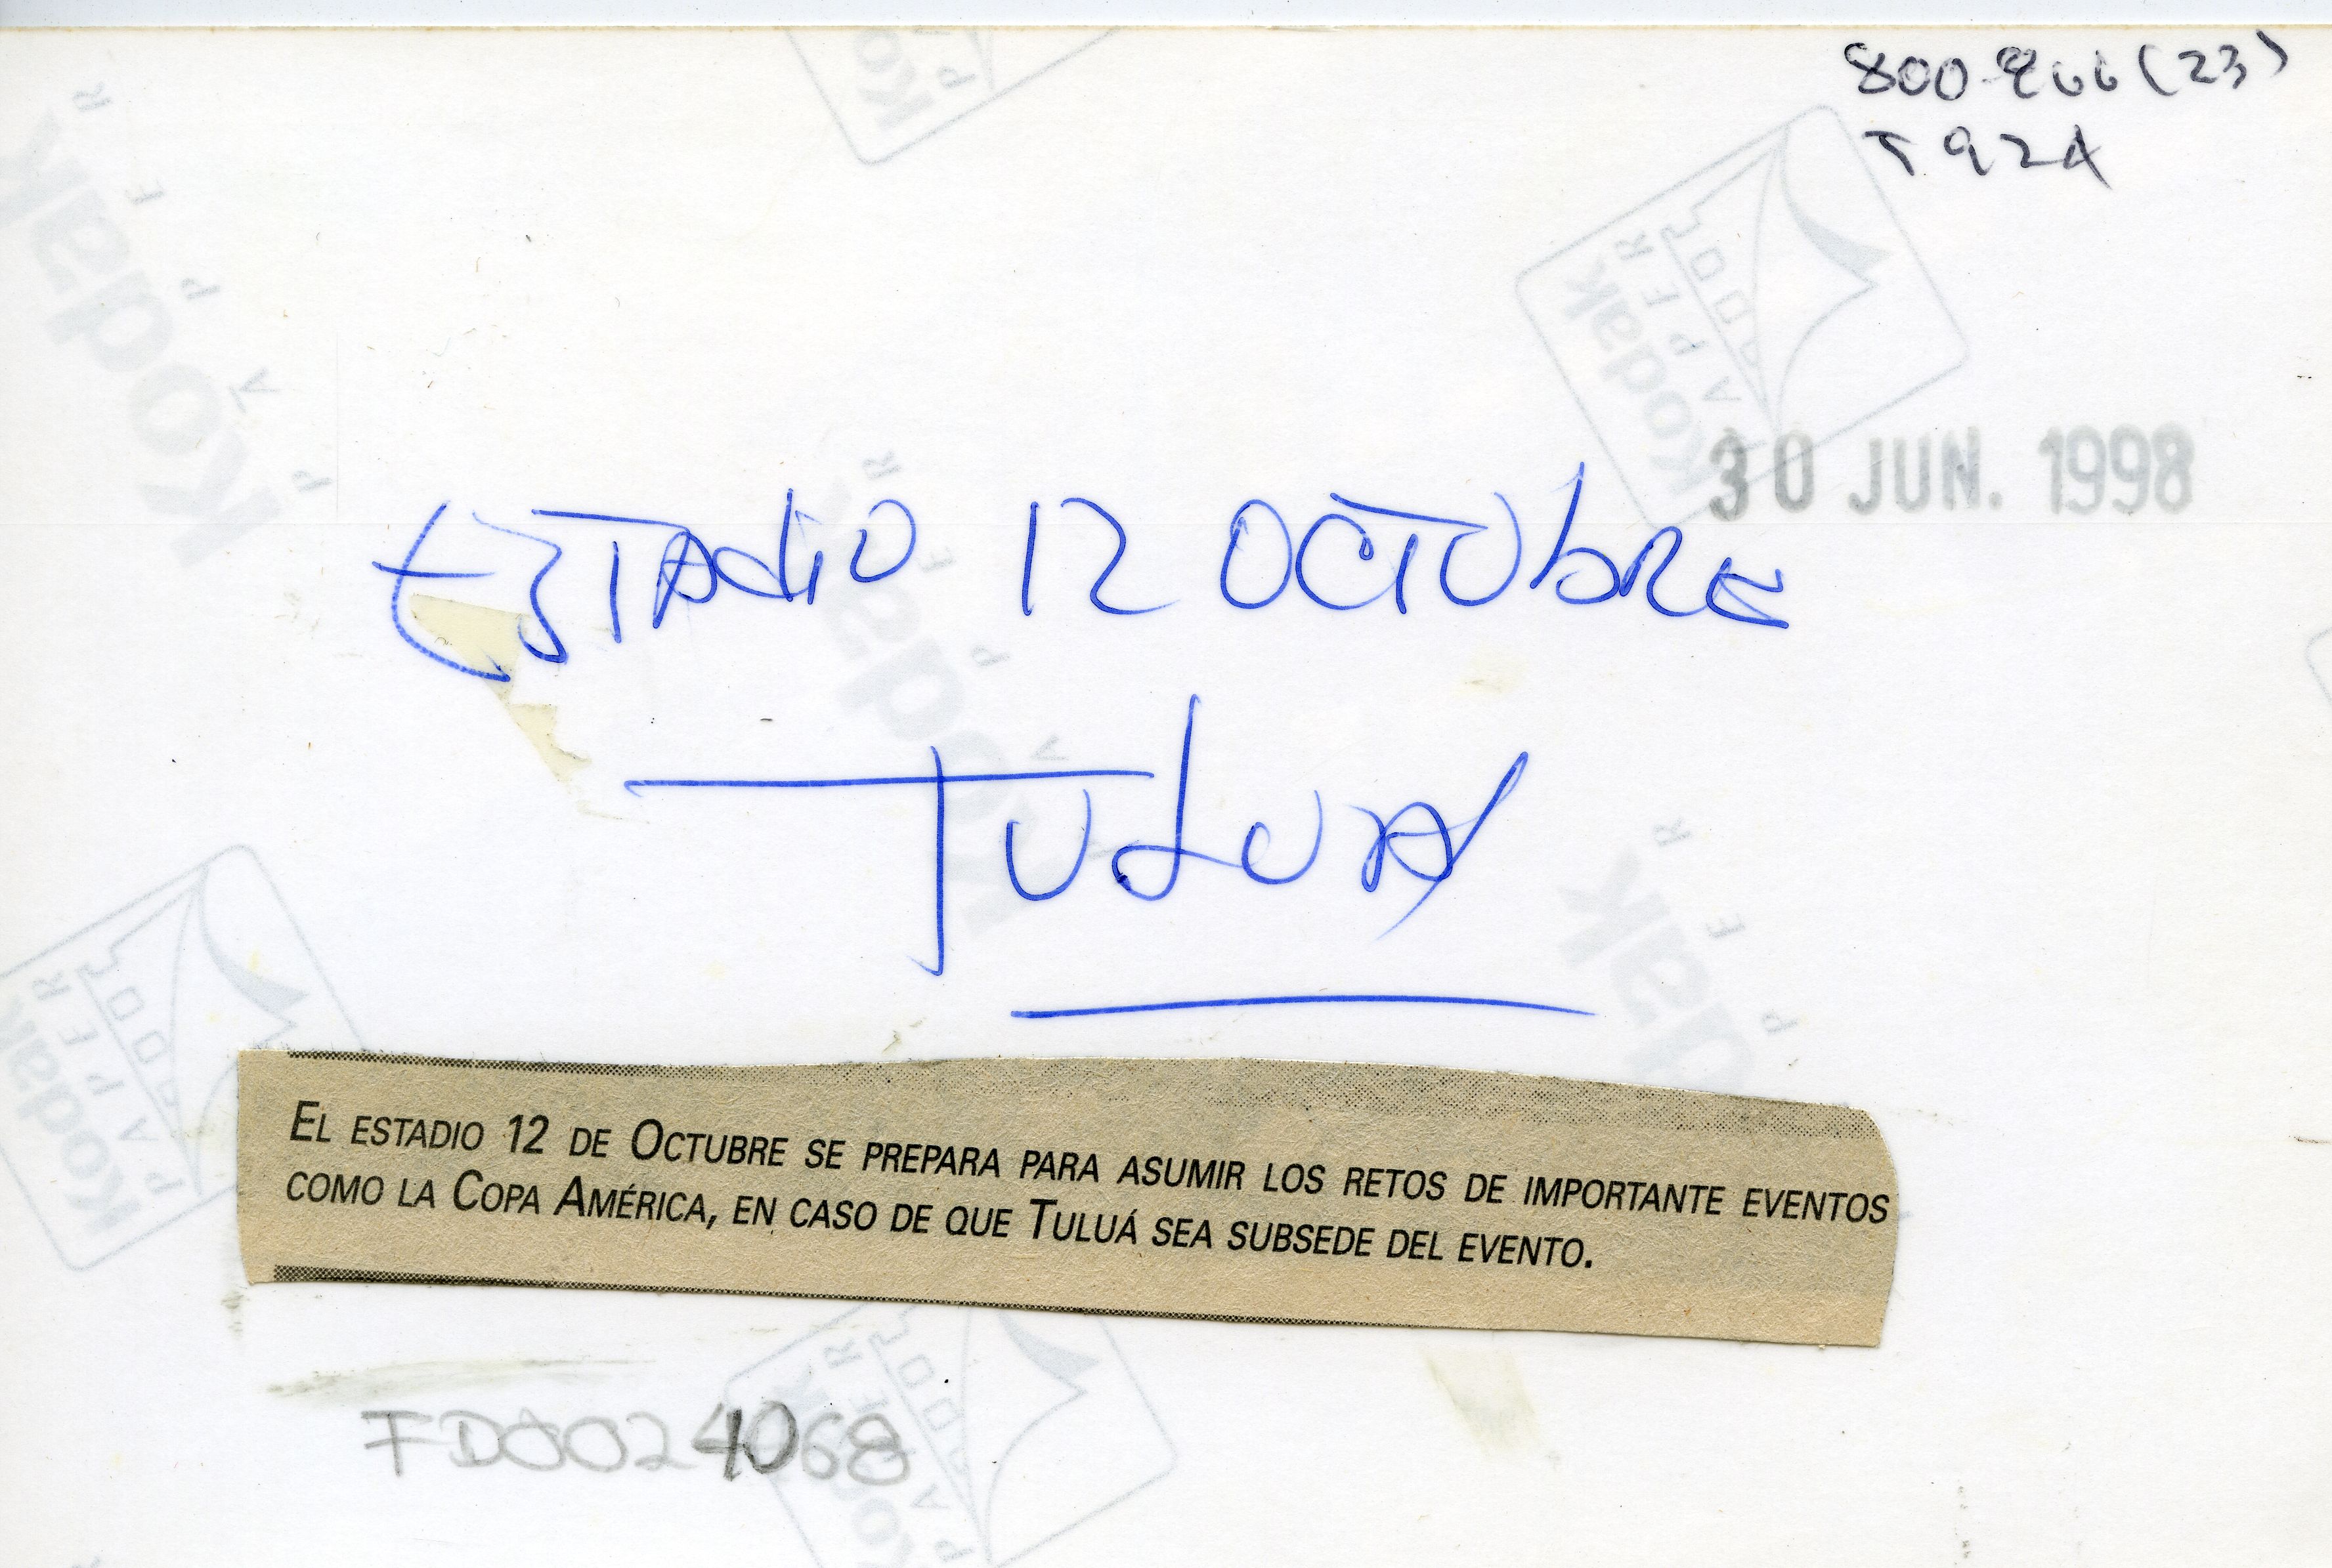 800-966(23)
T924
30 JUN. 1998
ESTAdio 12 OCTUbRE
TULUA
EL ESTADIO 12 DE OCTUBRE SE PREPARA PARA ASUMIR LOS RETOS DE IMPORTANTE EVENTOS
COMO LA COPA AMÉRICA, EN CASO DE QUE TULUÁ SEA SUBSEDE DEL EVENTO.
FD0024068